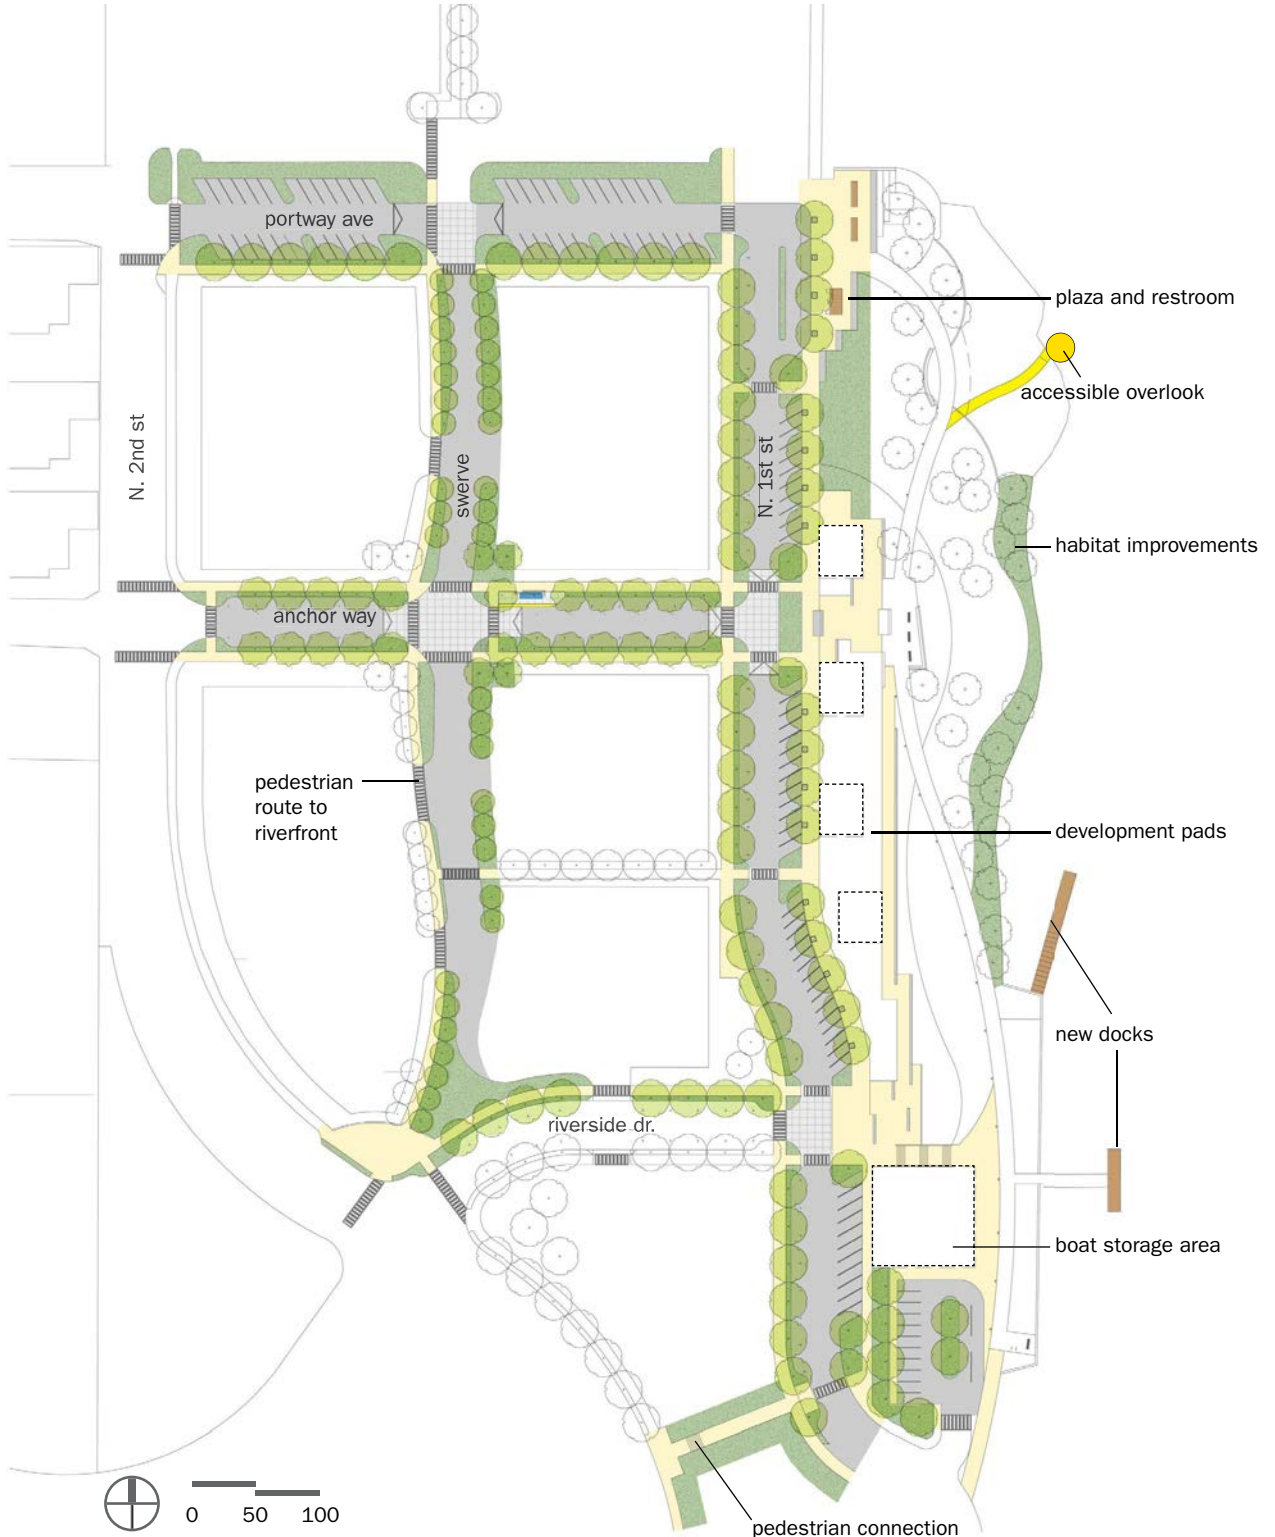 portway ave
plaza and restroom
accessible overlook
N. 2nd st
swerve
N. 1st st
habitat improvements
anchor way
pedestrian
route to
riverfront
development pads
new docks
riverside dr.
boat storage area
0 50 100
pedestrian connection